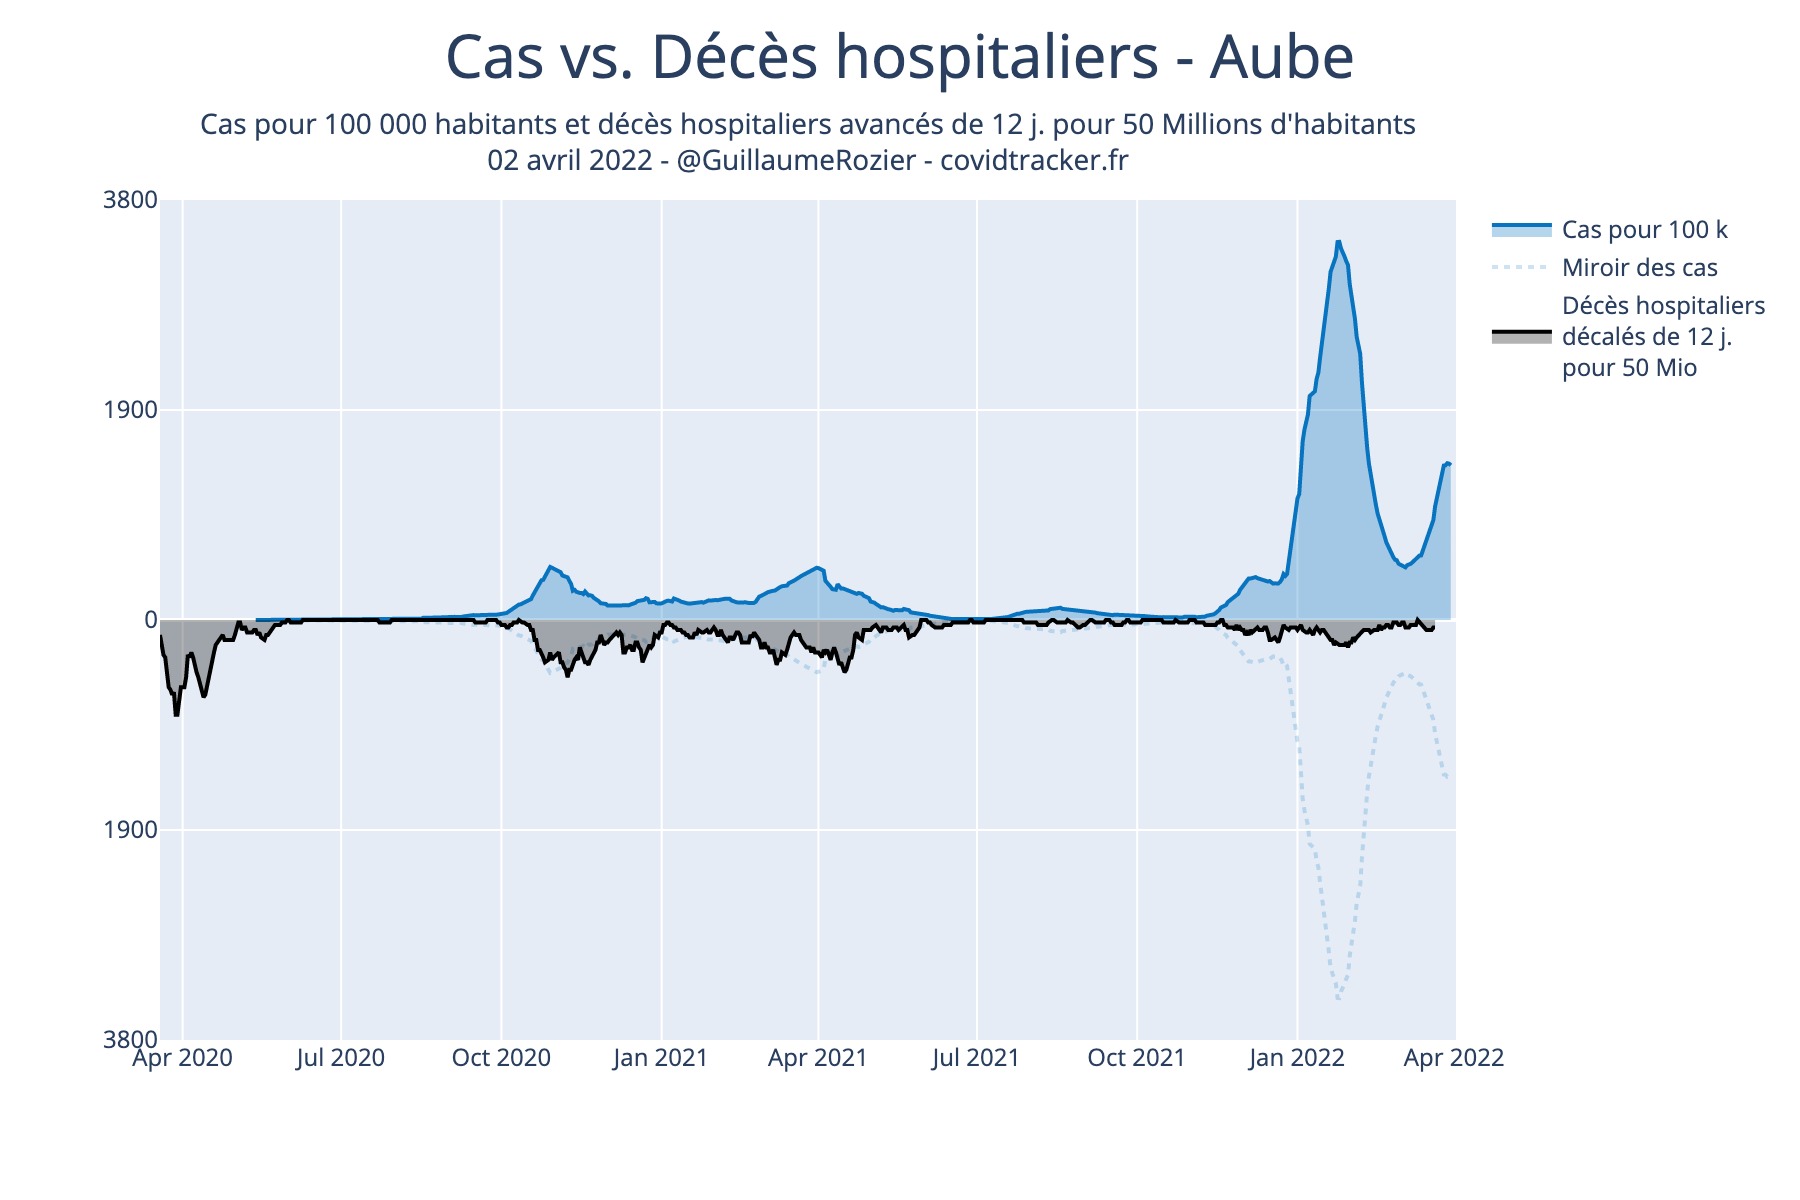 Cas vs. Décès hospitaliers - Aube
Cas pour 100 000 habitants et décès hospitaliers avancés de 12 j. pour 50 Millions d'habitants
02 avril 2022 - @GuillaumeRozier - covidtracker.fr
3800
1900
0
1900
3800
Apr 2020
Jul 2020
Oct 2020
Jan 2021
Apr 2021
Jul 2021
Oct 2021
Jan 2022
Apr 2022
Cas pour 100 k
Miroir des cas
Décès hospitaliers
décalés de 12 j.
pour 50 Mio